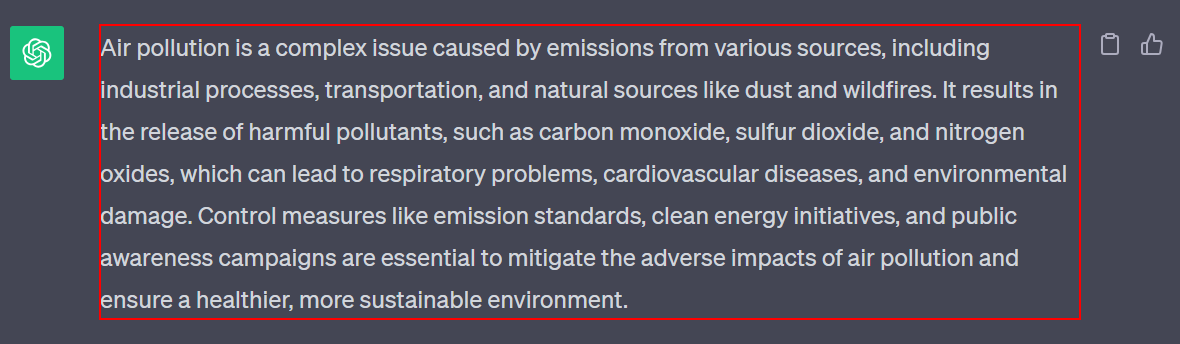 Air pollution is a complex issue caused by emissions from various sources, including
industrial processes, transportation, and natural sources like dust and wildfires. It results in
the release of harmful pollutants, such as carbon monoxide, sulfur dioxide, and nitrogen
oxides, which can lead to respiratory problems, cardiovascular diseases, and environmental
damage. Control measures like emission standards, clean energy initiatives, and public
awareness campaigns are essential to mitigate the adverse impacts of air pollution and
ensure a healthier, more sustainable environment.